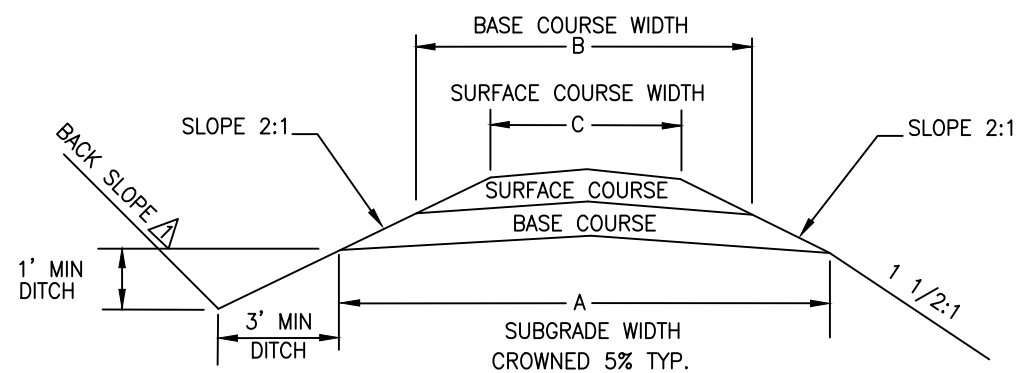 BASE COURSE WIDTH
B
SURFACE COURSE WIDTH
C
SLOPE 2:1
SLOPE 2:1
BACK SLOPE 1
SURFACE COURSE
BASE COURSE
1' MIN
DITCH
3' MIN
DITCH
A
SUBGRADE WIDTH
CROWNED 5% TYP.
1 1/2:1